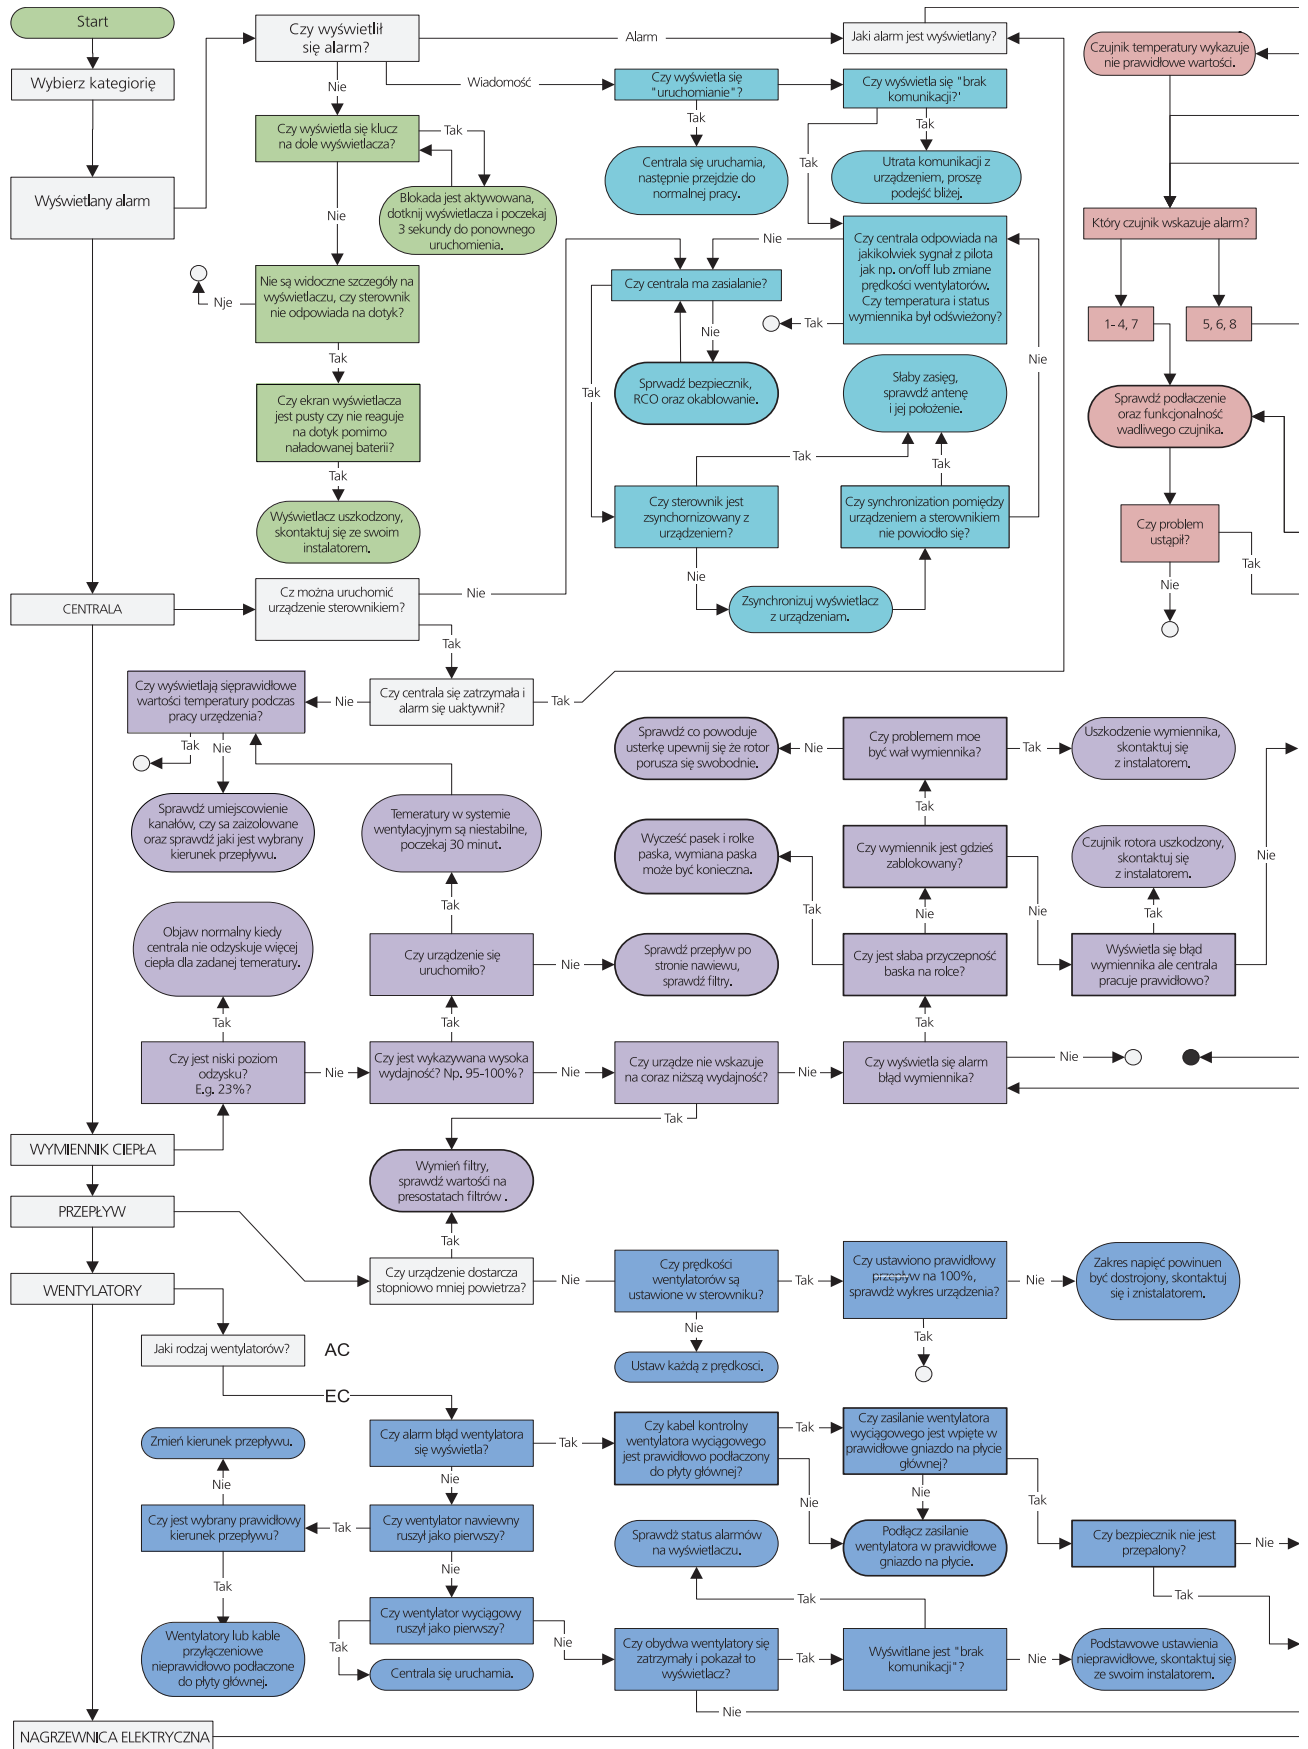 Start
Wybierz kategiorię
Wyświetlany alarm
Czy wyświetlił
się alarm?
Alarm
Jaki alarm jest wyświetlany?
Wiadomość
Nie
Czy wyświetla się
"uruchomianie"?
Czy wyświetla się "brak
komunikacji?'
Tak
Tak
Tak
Centrala się uruchamia,
następnie przejdzie do
normalnej pracy.
Utrata komunikacji z
urządzeniem, proszę
podejść bliżej.
Czy wyświetla się klucz
na dole wyświetlacza?
Tak
Nie
Blokada jest aktywowana,
dotknij wyświetlacza i poczekaj
3 sekundy do ponownego
uruchomienia.
Nie są widoczne szczegóły na
wyświetlaczu, czy sterownik
nie odpowiada na dotyk?
Nje
Tak
Czy ekran wyświetlacza
jest pusty czy nie reaguje
na dotyk pomimo
naładowanej baterii?
Tak
Wyświetlacz uszkodzony,
skontaktuj się ze swoim
instalatorem.
Czy centrala odpowiada na
jakikolwiek sygnał z pilota
jak np. on/off lub zmiane
prędkości wentylatorów.
Czy temperatura i status
wymiennika był odświeżony?
Nie
Tak
Czy centrala ma zasialanie?
Nie
Tak
Sprwadź bezpiecznik,
RCO oraz okablowanie.
Słaby zasięg,
sprawdź antenę
i jej położenie.
Nie
Tak
Tak
Czy sterownik jest
zsynchornizowany z
urządzeniem?
Nie
Czy synchronization pomiędzy
urządzeniem a sterownikiem
nie powiodło się?
Zsynchronizuj wyświetlacz
z urządzeniam.
Czujnik temperatury wykazuje
nie prawidłowe wartości.
Który czujnik wskazuje alarm?
1- 4, 7
5, 6, 8
Sprawdź podłaczenie
oraz funkcjonalność
wadliwego czujnika.
Czy problem
ustąpił?
Tak
Nie
CENTRALA
Cz można uruchomić
urządzenie sterownikiem?
Nie
Tak
Czy centrala się zatrzymała i
alarm się uaktywnił?
Tak
Nie
Czy wyświetlają sięprawidłowe
wartości temperatury podczas
pracy urzędzenia?
Tak
Nie
Sprawdź umiejscowienie
kanałów, czy sa zaizolowane
oraz sprawdź jaki jest wybrany
kierunek przepływu.
Temeratury w systemie
wentylacyjnym są niestabilne,
poczekaj 30 minut.
Tak
Sprawdź co powoduje
usterkę upewnij się że rotor
porusza się swobodnie.
Nie
Czy problemem moe
być wał wymiennika?
Tak
Uszkodzenie wymiennika,
skontaktuj się
z instalatorem.
Tak
Wycześć pasek i rolke
paska, wymiana paska
może być konieczna.
Czy wymiennik jest gdzieś
zablokowany?
Czujnik rotora uszkodzony,
skontaktuj się
z instalatorem.
Nie
Tak
Nie
Nie
Tak
Objaw normalny kiedy
centrala nie odzyskuje więcej
ciepła dla zadanej temeratury.
Czy urządzenie się
uruchomiło?
Nie
Sprawdź przepływ po
stronie nawiewu,
sprawdź filtry.
Czy jest słaba przyczepność
baska na rolce?
Wyświetla się błąd
wymiennika ale centrala
pracuje prawidłowo?
Tak
Tak
Tak
Czy jest niski poziom
odzysku?
E.g. 23%?
Nie
Czy jest wykazywana wysoka
wydajność? Np. 95-100%?
Nie
Czy urządze nie wskazuje
na coraz niższą wydajność?
Nie
Czy wyświetla się alarm
błąd wymiennika?
Nie
Tak
WYMIENNIK CIEPŁA
Wymień filtry,
sprawdź wartośći na
presostatach filtrów .
PRZEPŁYW
Tak
WENTYLATORY
Czy urządzenie dostarcza
stopniowo mniej powietrza?
Nie
Czy prędkości
wentylatorów są
ustawione w sterowniku?
Tak
Czy ustawiono prawidłowy
przepływ na 100%,
sprawdź wykres urządzenia?
Nie
Zakres napięć powinuen
być dostrojony, skontaktuj
się i znistalatorem.
Nie
Tak
Ustaw każdą z prędkosci.
Jaki rodzaj wentylatorów?
AC
EC
Zmień kierunek przepływu.
Czy alarm błąd wentylatora
się wyświetla?
Tak
Czy kabel kontrolny
wentylatora wyciągowego
jest prawidłowo podłaczony
do płyty głównej?
Tak
Czy zasilanie wentylatora
wyciągowego jest wpięte w
prawidłowe gniazdo na płycie
głównej?
Nie
Nie
Nie
Nie
Tak
Czy jest wybrany prawidłowy
kierunek przepływu?
Tak
Czy wentylator nawiewny
ruszył jako pierwszy?
Sprawdź status alarmów
na wyświetlaczu.
Podłącz zasilanie
wentylatora w prawidłowe
gniazdo na płycie.
Czy bezpiecznik nie jest
przepalony?
Nie
Tak
Nie
Tak
Wentylatory lub kable
przyłączeniowe
nieprawidłowo podłaczone
do płyty głównej.
Czy wentylator wyciągowy
ruszył jako pierwszy?
Nie
Tak
Centrala się uruchamia.
Tak
Czy obydwa wentylatory się
zatrzymały i pokazał to
wyświetlacz?
Tak
Wyświtlane jest "brak
komunikacji"?
Nie
Podstawowe ustawienia
nieprawidłowe, skontaktuj się
ze swoim instalatorem.
Nie
NAGRZEWNICA ELEKTRYCZNA